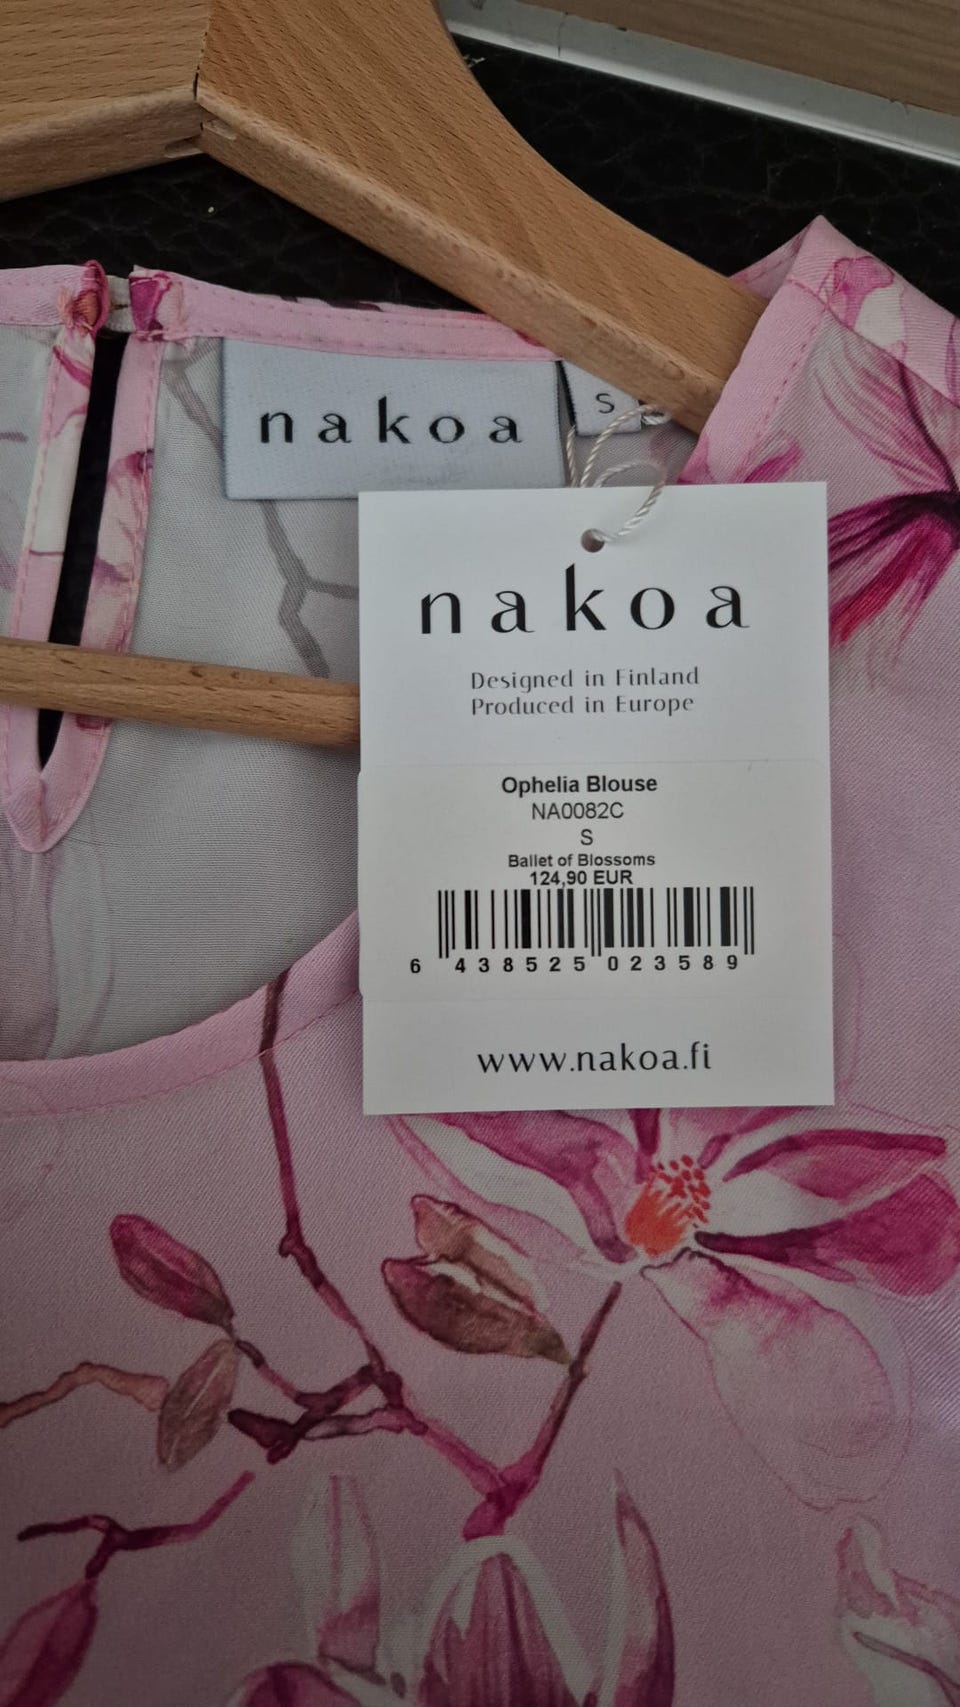 nakoa
S
nakoa
Designed in Finland
Produced in Europe
Ophelia Blouse
NA0082C
S
Ballet of Blossoms
124,90 EUR
6 438525 023589
www.nakoa.fi